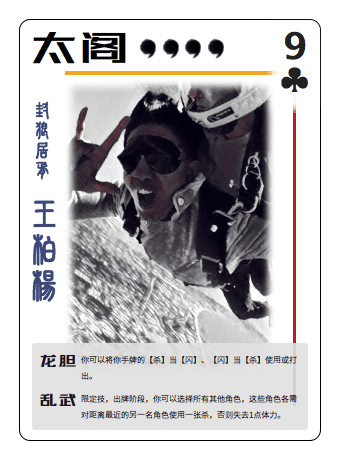 太阁
9
封狼居胥
王柏楊
龙胆 你可以将你手牌的【杀】当【闪】、【闪】当【杀】使用或打
出。
乱武 限定技，出牌阶段，你可以选择所有其他角色，这些角色各需
对距离最近的另一名角色使用一张杀，否则失去1点体力。